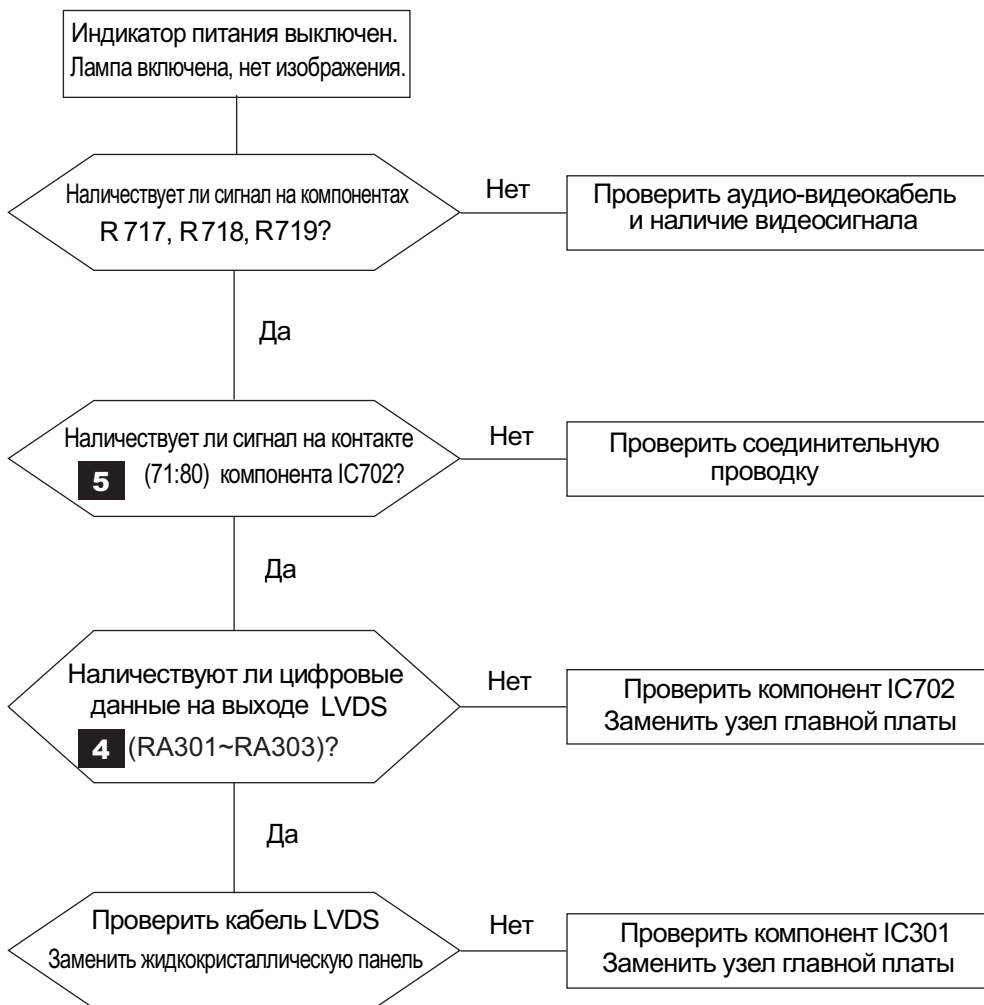 Индикатор питания выключен.
Лампа включена, нет изображения.
Наличествует ли сигнал на компонентах
R 717, R 718, R719?
Нет
Проверить аудио-видеокабель
и наличие видеосигнала
Да
Наличествует ли сигнал на контакте
5 (71:80) компонента IC702?
Нет
Проверить соединительную
проводку
Да
Наличествуют ли цифровые
данные на выходе LVDS
4 (RA301~RA303)?
Нет
Проверить компонент IC702
Заменить узел главной платы
Да
Проверить кабель LVDS
Заменить жидкокристаллическую панель
Нет
Проверить компонент IC301
Заменить узел главной платы